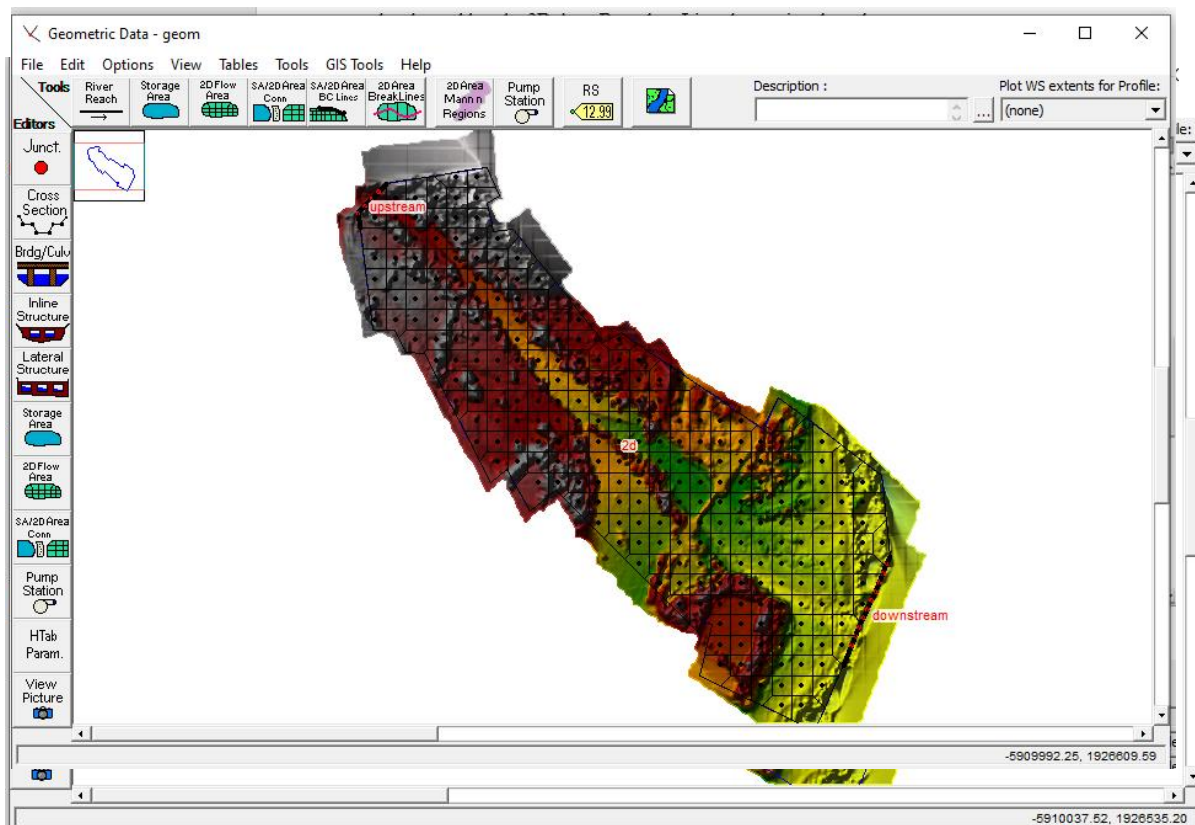 Geometric Data - geom
File Edit Options View Tables Tools GIS Tools Help
Tools
Editors
River Reach
Storage Area
2D Flow Area
SA/2D Area Conn
SA/2D Area BC Lines
2D Area BreakLines
2D Area Mann n Regions
Pump Station
RS
12.99
Description :
...
Plot WS extents for Profile:
(none)
le:
Junct.
Cross Section
Brdg/Culv
Inline Structure
Lateral Structure
Storage Area
2D Flow Area
SA/2D Area Conn
Pump Station
HTab Param.
View Picture
upstream
2d
downstream
-5909992.25, 1926609.59
-5910037.52, 1926535.20